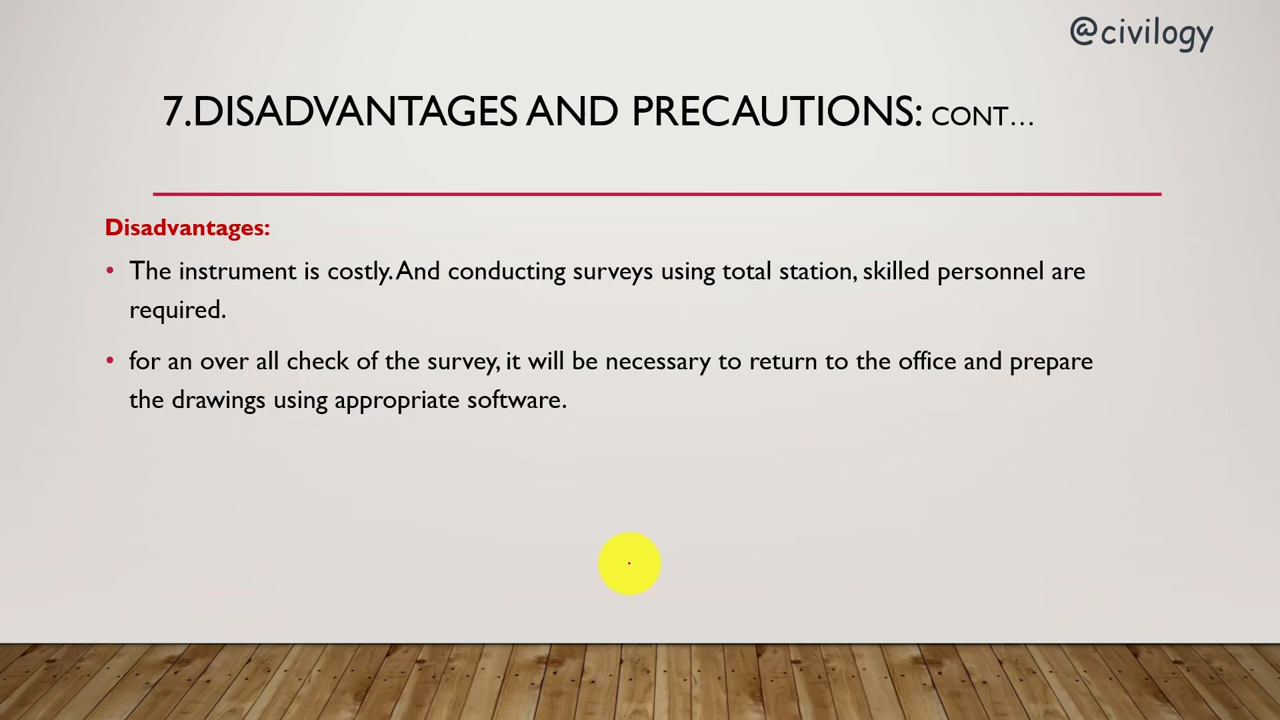 @civilogy
7.DISADVANTAGES AND PRECAUTIONS: CONT...
Disadvantages:
• The instrument is costly. And conducting surveys using total station, skilled personnel are
required.
• for an over all check of the survey, it will be necessary to return to the office and prepare
the drawings using appropriate software.